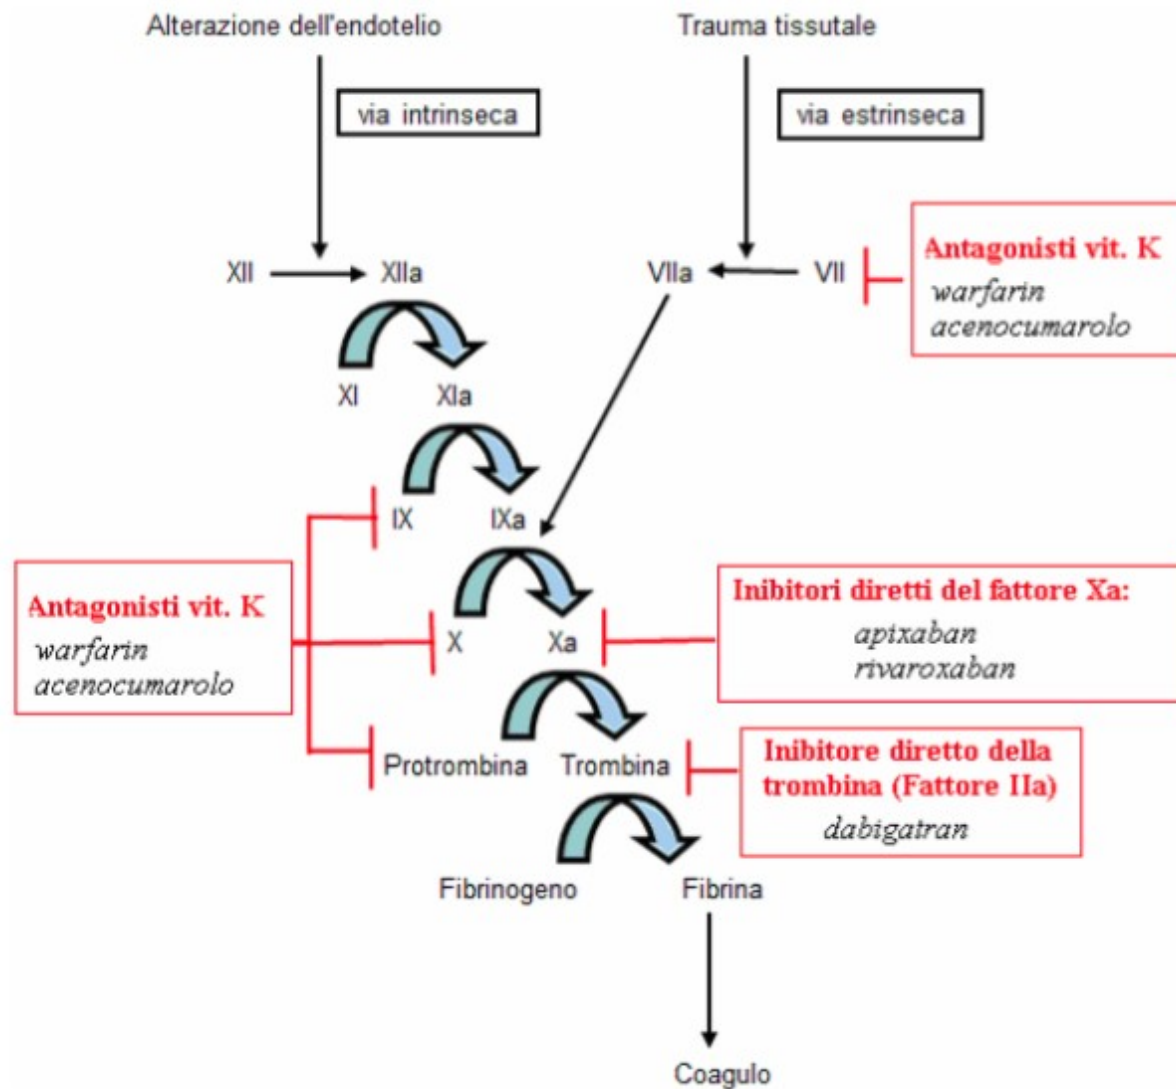 Alterazione dell'endotelio
Trauma tissutale
via intrinseca
via estrinseca
Antagonisti vit. K
warfarin
acenocumarolo
XII
XIIa
VIIa
VII
XI
XIa
IX
IXa
Antagonisti vit. K
warfarin
acenocumarolo
X
Xa
Inibitori diretti del fattore Xa:
apixaban
rivaroxaban
Protrombina
Trombina
Inibitore diretto della
trombina (Fattore IIa)
dabigatran
Fibrinogeno
Fibrina
Coagulo